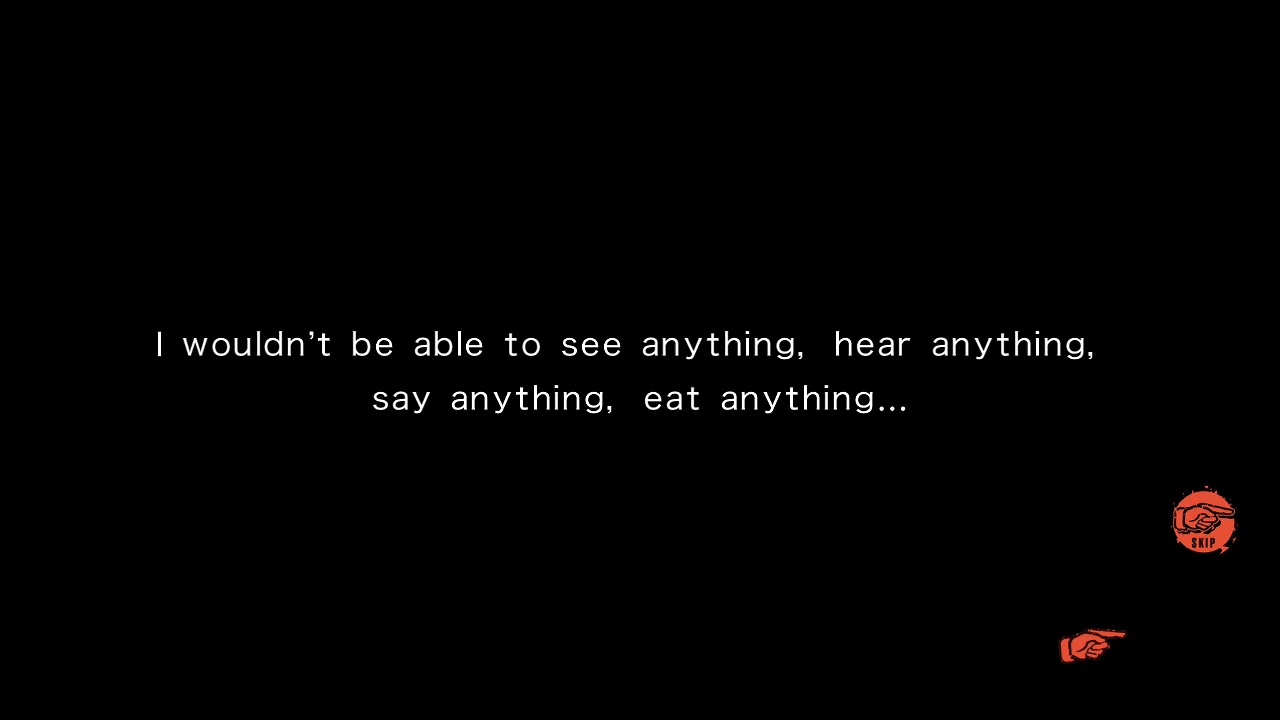 I wouldn’t be able to see anything, hear anything,
say anything, eat anything...
SKIP